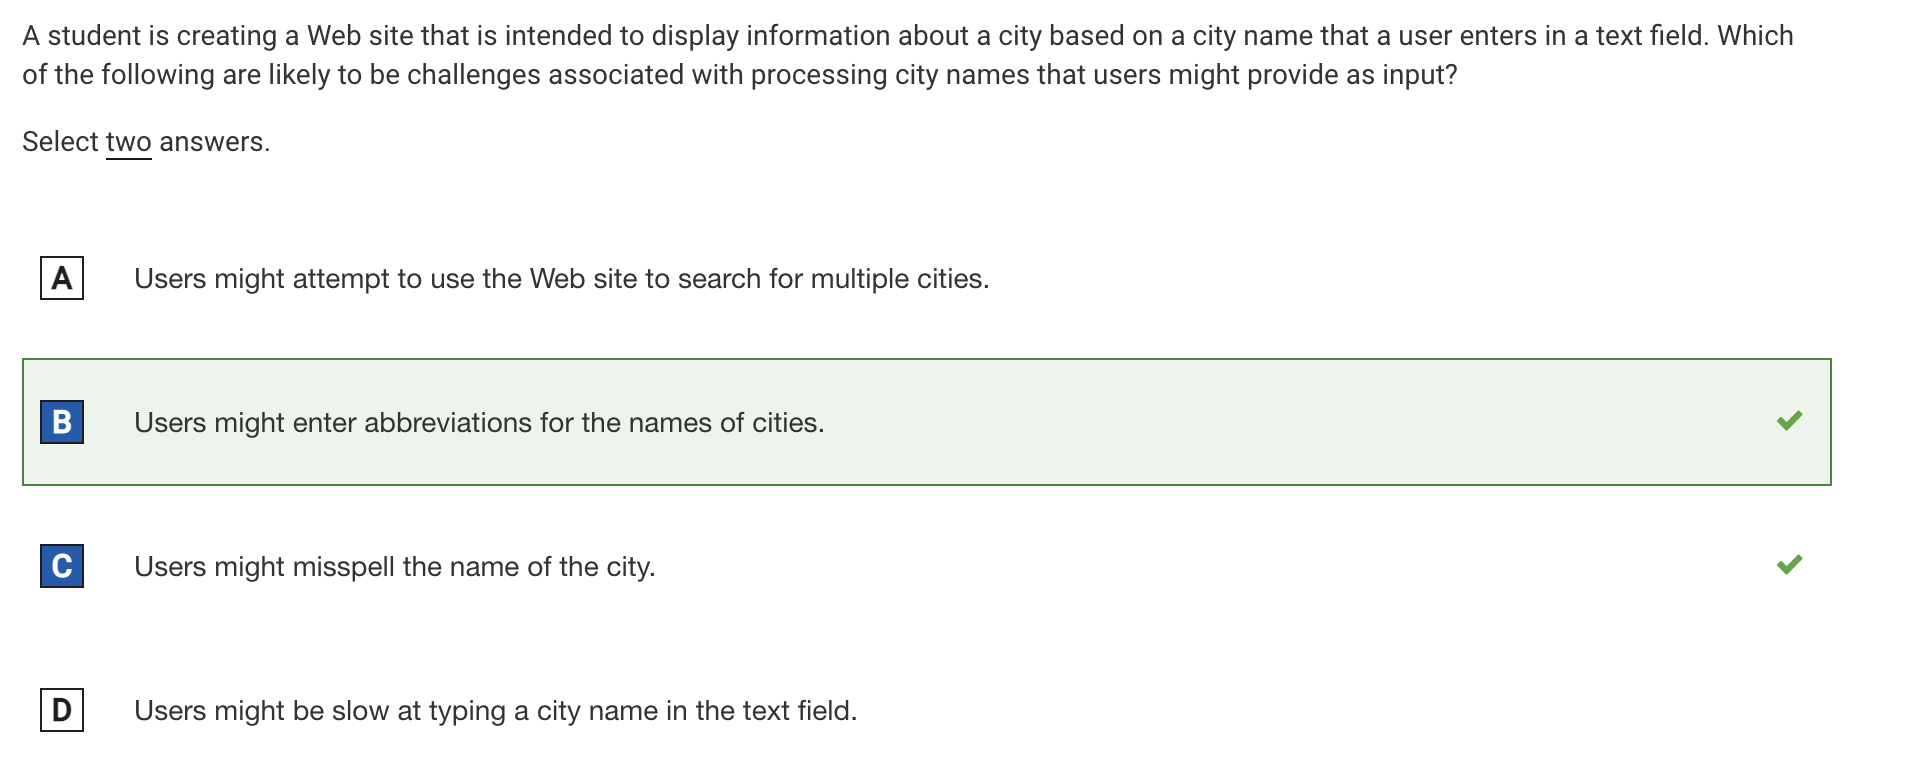 A student is creating a Web site that is intended to display information about a city based on a city name that a user enters in a text field. Which
of the following are likely to be challenges associated with processing city names that users might provide as input?
Select two answers.
A Users might attempt to use the Web site to search for multiple cities.
B Users might enter abbreviations for the names of cities.
C Users might misspell the name of the city.
D Users might be slow at typing a city name in the text field.